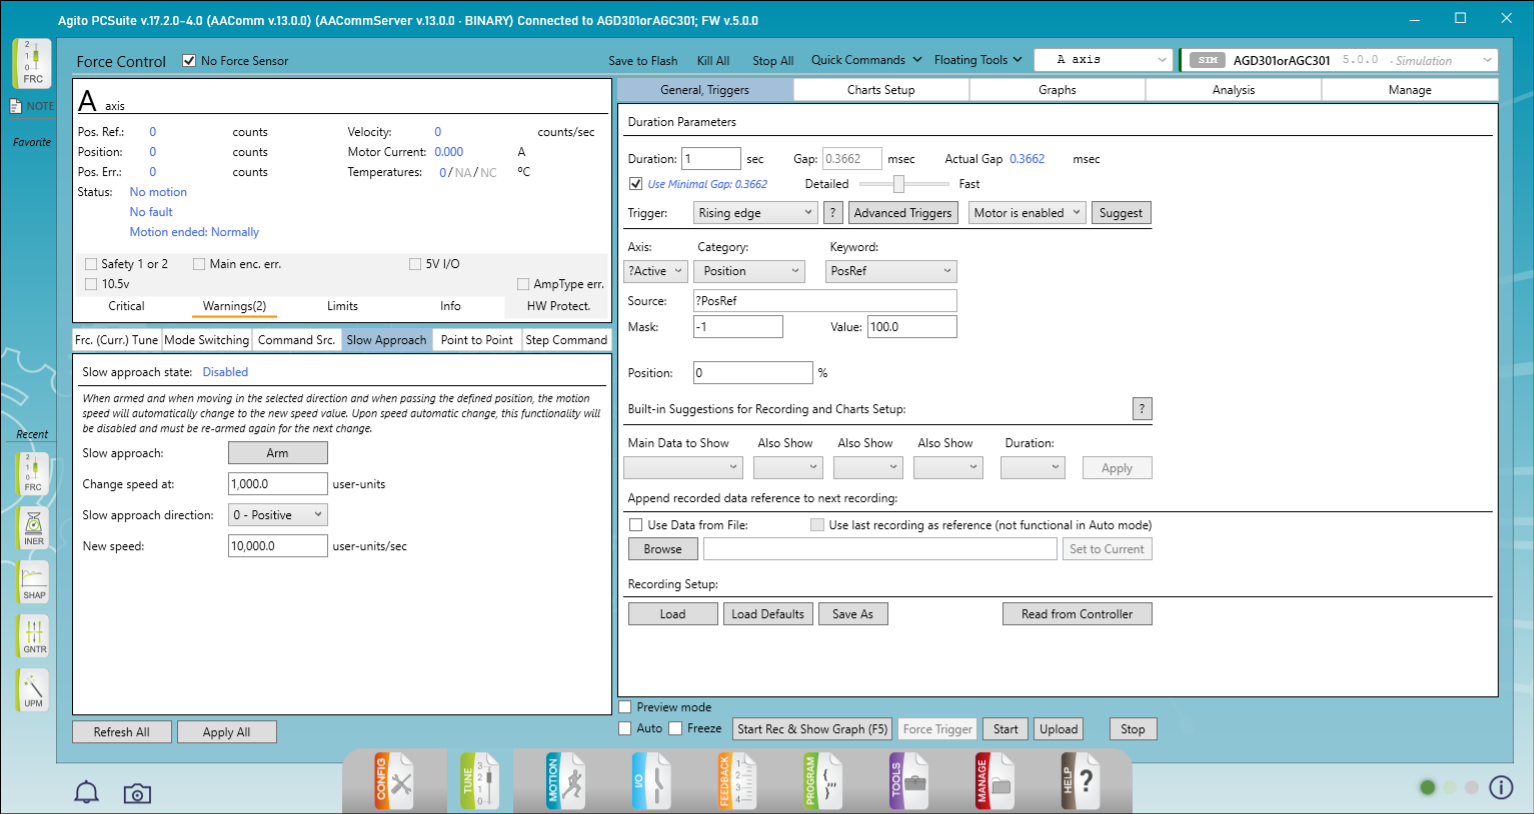 Agito PCSuite v.17.2.0-4.0 (AAComm v.13.0.0) (AACommServer v.13.0.0 - BINARY) Connected to AGD301orAGC301; FW v.5.0.0
2
1
0
FRC
NOTE
Favorite
Recent
2
1
0
FRC
INER
SHAP
GNTR
UPM
Force Control
No Force Sensor
Save to Flash
Kill All
Stop All
Quick Commands
Floating Tools
A axis
SIM AGD301orAGC301 5.0.0 - Simulation
A axis
Pos. Ref.: 0 counts Velocity: 0 counts/sec
Position: 0 counts Motor Current: 0.000 A
Pos. Err.: 0 counts Temperatures: 0 / NA / NC ºC
Status: No motion
No fault
Motion ended: Normally
Safety 1 or 2 Main enc. err. 5V I/O
10.5v AmpType err.
Critical Warnings(2) Limits Info HW Protect.
Frc. (Curr.) Tune Mode Switching Command Src. Slow Approach Point to Point Step Command
Slow approach state: Disabled
When armed and when moving in the selected direction and when passing the defined position, the motion
speed will automatically change to the new speed value. Upon speed automatic change, this functionality will
be disabled and must be re-armed again for the next change.
Slow approach: Arm
Change speed at: 1,000.0 user-units
Slow approach direction: 0 - Positive
New speed: 10,000.0 user-units/sec
Refresh All Apply All
General, Triggers Charts Setup Graphs Analysis Manage
Duration Parameters
Duration: 1 sec Gap: 0.3662 msec Actual Gap 0.3662 msec
Use Minimal Gap: 0.3662 Detailed Fast
Trigger: Rising edge ? Advanced Triggers Motor is enabled Suggest
Axis: Category: Keyword:
?Active Position PosRef
Source: ?PosRef
Mask: -1 Value: 100.0
Position: 0 %
Built-in Suggestions for Recording and Charts Setup: ?
Main Data to Show Also Show Also Show Also Show Duration:
Apply
Append recorded data reference to next recording:
Use Data from File: Use last recording as reference (not functional in Auto mode)
Browse Set to Current
Recording Setup:
Load Load Defaults Save As Read from Controller
Preview mode
Auto Freeze Start Rec & Show Graph (F5) Force Trigger Start Upload Stop
CONFIG
TUNE
3
2
1
0
MOTION
I/O
FEEDBACK
1
2
3
4
PROGRAM
TOOLS
MANAGE
HELP
?